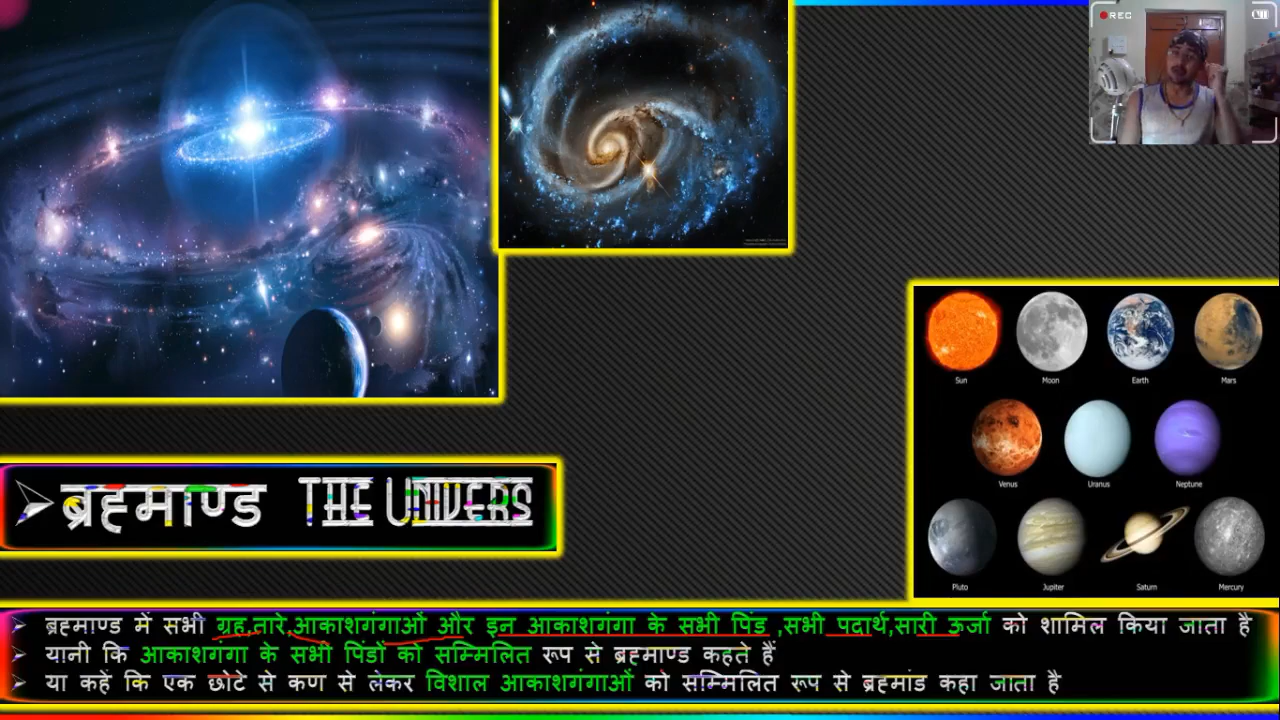 REC
Sun Moon Earth Mars
Venus Uranus Neptune
Pluto Jupiter Saturn Mercury
ब्रह्माण्ड THE UNIVERS
ब्रह्माण्ड में सभी ग्रह,तारे,आकाशगंगाओं और इन आकाशगंगा के सभी पिंड ,सभी पदार्थ,सारी ऊर्जा को शामिल किया जाता है
यानी कि आकाशगंगा के सभी पिंडों को सम्मिलित रूप से ब्रह्माण्ड कहते हैं
या कहें कि एक छोटे से कण से लेकर विशाल आकाशगंगाओं को सम्मिलित रूप से ब्रह्मांड कहा जाता है